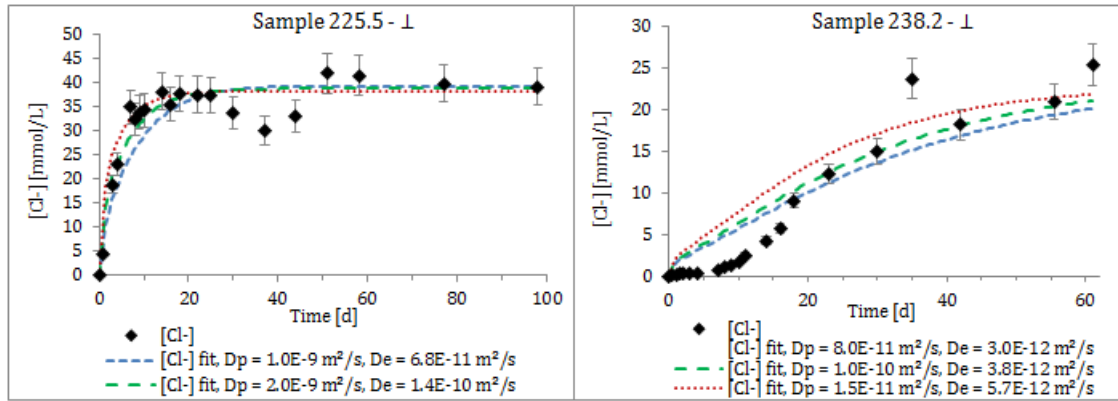 Sample 225.5 - ⊥
50
45
40
35
30
25
20
15
10
5
0
[Cl-] [mmol/L]
0 20 40 60 80 100
Time [d]
[Cl-]
[Cl-] fit, Dp = 1.0E-9 m²/s, De = 6.8E-11 m²/s
[Cl-] fit, Dp = 2.0E-9 m²/s, De = 1.4E-10 m²/s
Sample 238.2 - ⊥
30
25
20
15
10
5
0
[Cl-] [mmol/L]
0 20 40 60
Time [d]
[Cl-]
[Cl-] fit, Dp = 8.0E-11 m²/s, De = 3.0E-12 m²/s
[Cl-] fit, Dp = 1.0E-10 m²/s, De = 3.8E-12 m²/s
[Cl-] fit, Dp = 1.5E-11 m²/s, De = 5.7E-12 m²/s